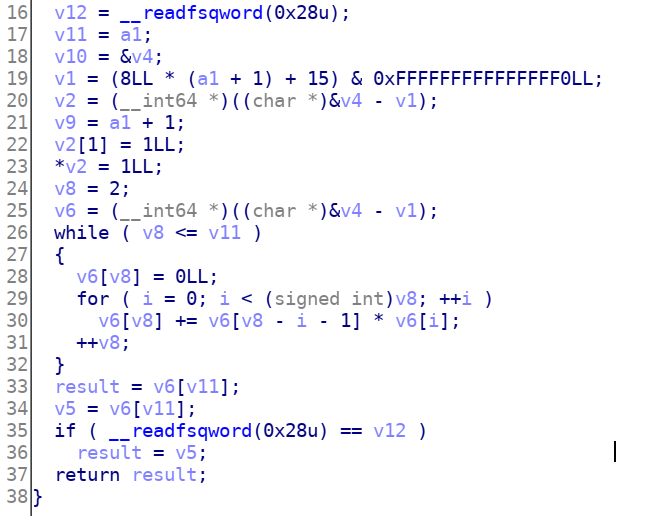 16 v12 = __readfsqword(0x28u);
17 v11 = a1;
18 v10 = &v4;
19 v1 = (8LL * (a1 + 1) + 15) & 0xFFFFFFFFFFFFFFF0LL;
20 v2 = (__int64 *)((char *)&v4 - v1);
21 v9 = a1 + 1;
22 v2[1] = 1LL;
23 *v2 = 1LL;
24 v8 = 2;
25 v6 = (__int64 *)((char *)&v4 - v1);
26 while ( v8 <= v11 )
27 {
28 v6[v8] = 0LL;
29 for ( i = 0; i < (signed int)v8; ++i )
30 v6[v8] += v6[v8 - i - 1] * v6[i];
31 ++v8;
32 }
33 result = v6[v11];
34 v5 = v6[v11];
35 if ( __readfsqword(0x28u) == v12 )
36 result = v5;
37 return result;
38 }